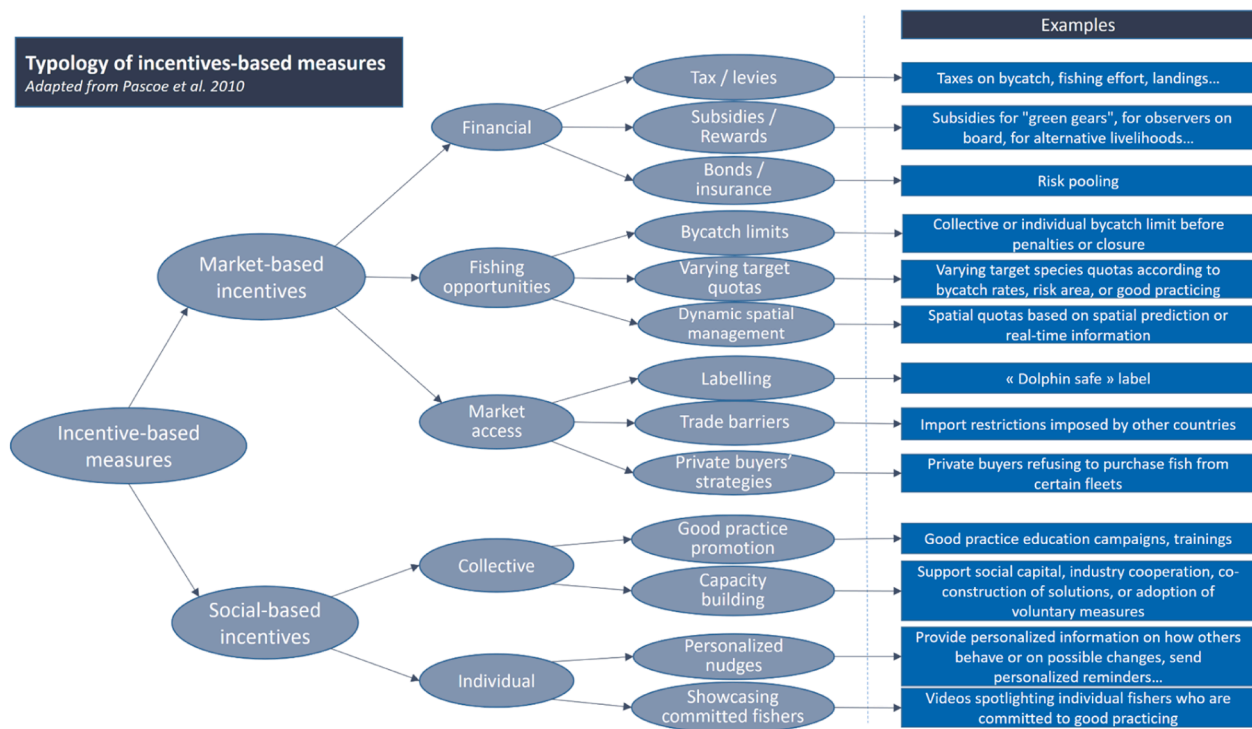 Examples
Typology of incentives-based measures
Adapted from Pascoe et al. 2010
Tax / levies
Taxes on bycatch, fishing effort, landings...
Financial
Subsidies /
Rewards
Subsidies for "green gears", for observers on
board, for alternative livelihoods...
Bonds /
insurance
Risk pooling
Market-based
incentives
Fishing
opportunities
Bycatch limits
Collective or individual bycatch limit before
penalties or closure
Varying target
quotas
Varying target species quotas according to
bycatch rates, risk area, or good practicing
Dynamic spatial
management
Spatial quotas based on spatial prediction or
real-time information
Labelling
« Dolphin safe » label
Market
access
Trade barriers
Import restrictions imposed by other countries
Incentive-based
measures
Private buyers’
strategies
Private buyers refusing to purchase fish from
certain fleets
Good practice
promotion
Good practice education campaigns, trainings
Collective
Capacity
building
Support social capital, industry cooperation, co-
construction of solutions, or adoption of
voluntary measures
Social-based
incentives
Personalized
nudges
Provide personalized information on how others
behave or on possible changes, send
personalized reminders...
Individual
Showcasing
committed fishers
Videos spotlighting individual fishers who are
committed to good practicing